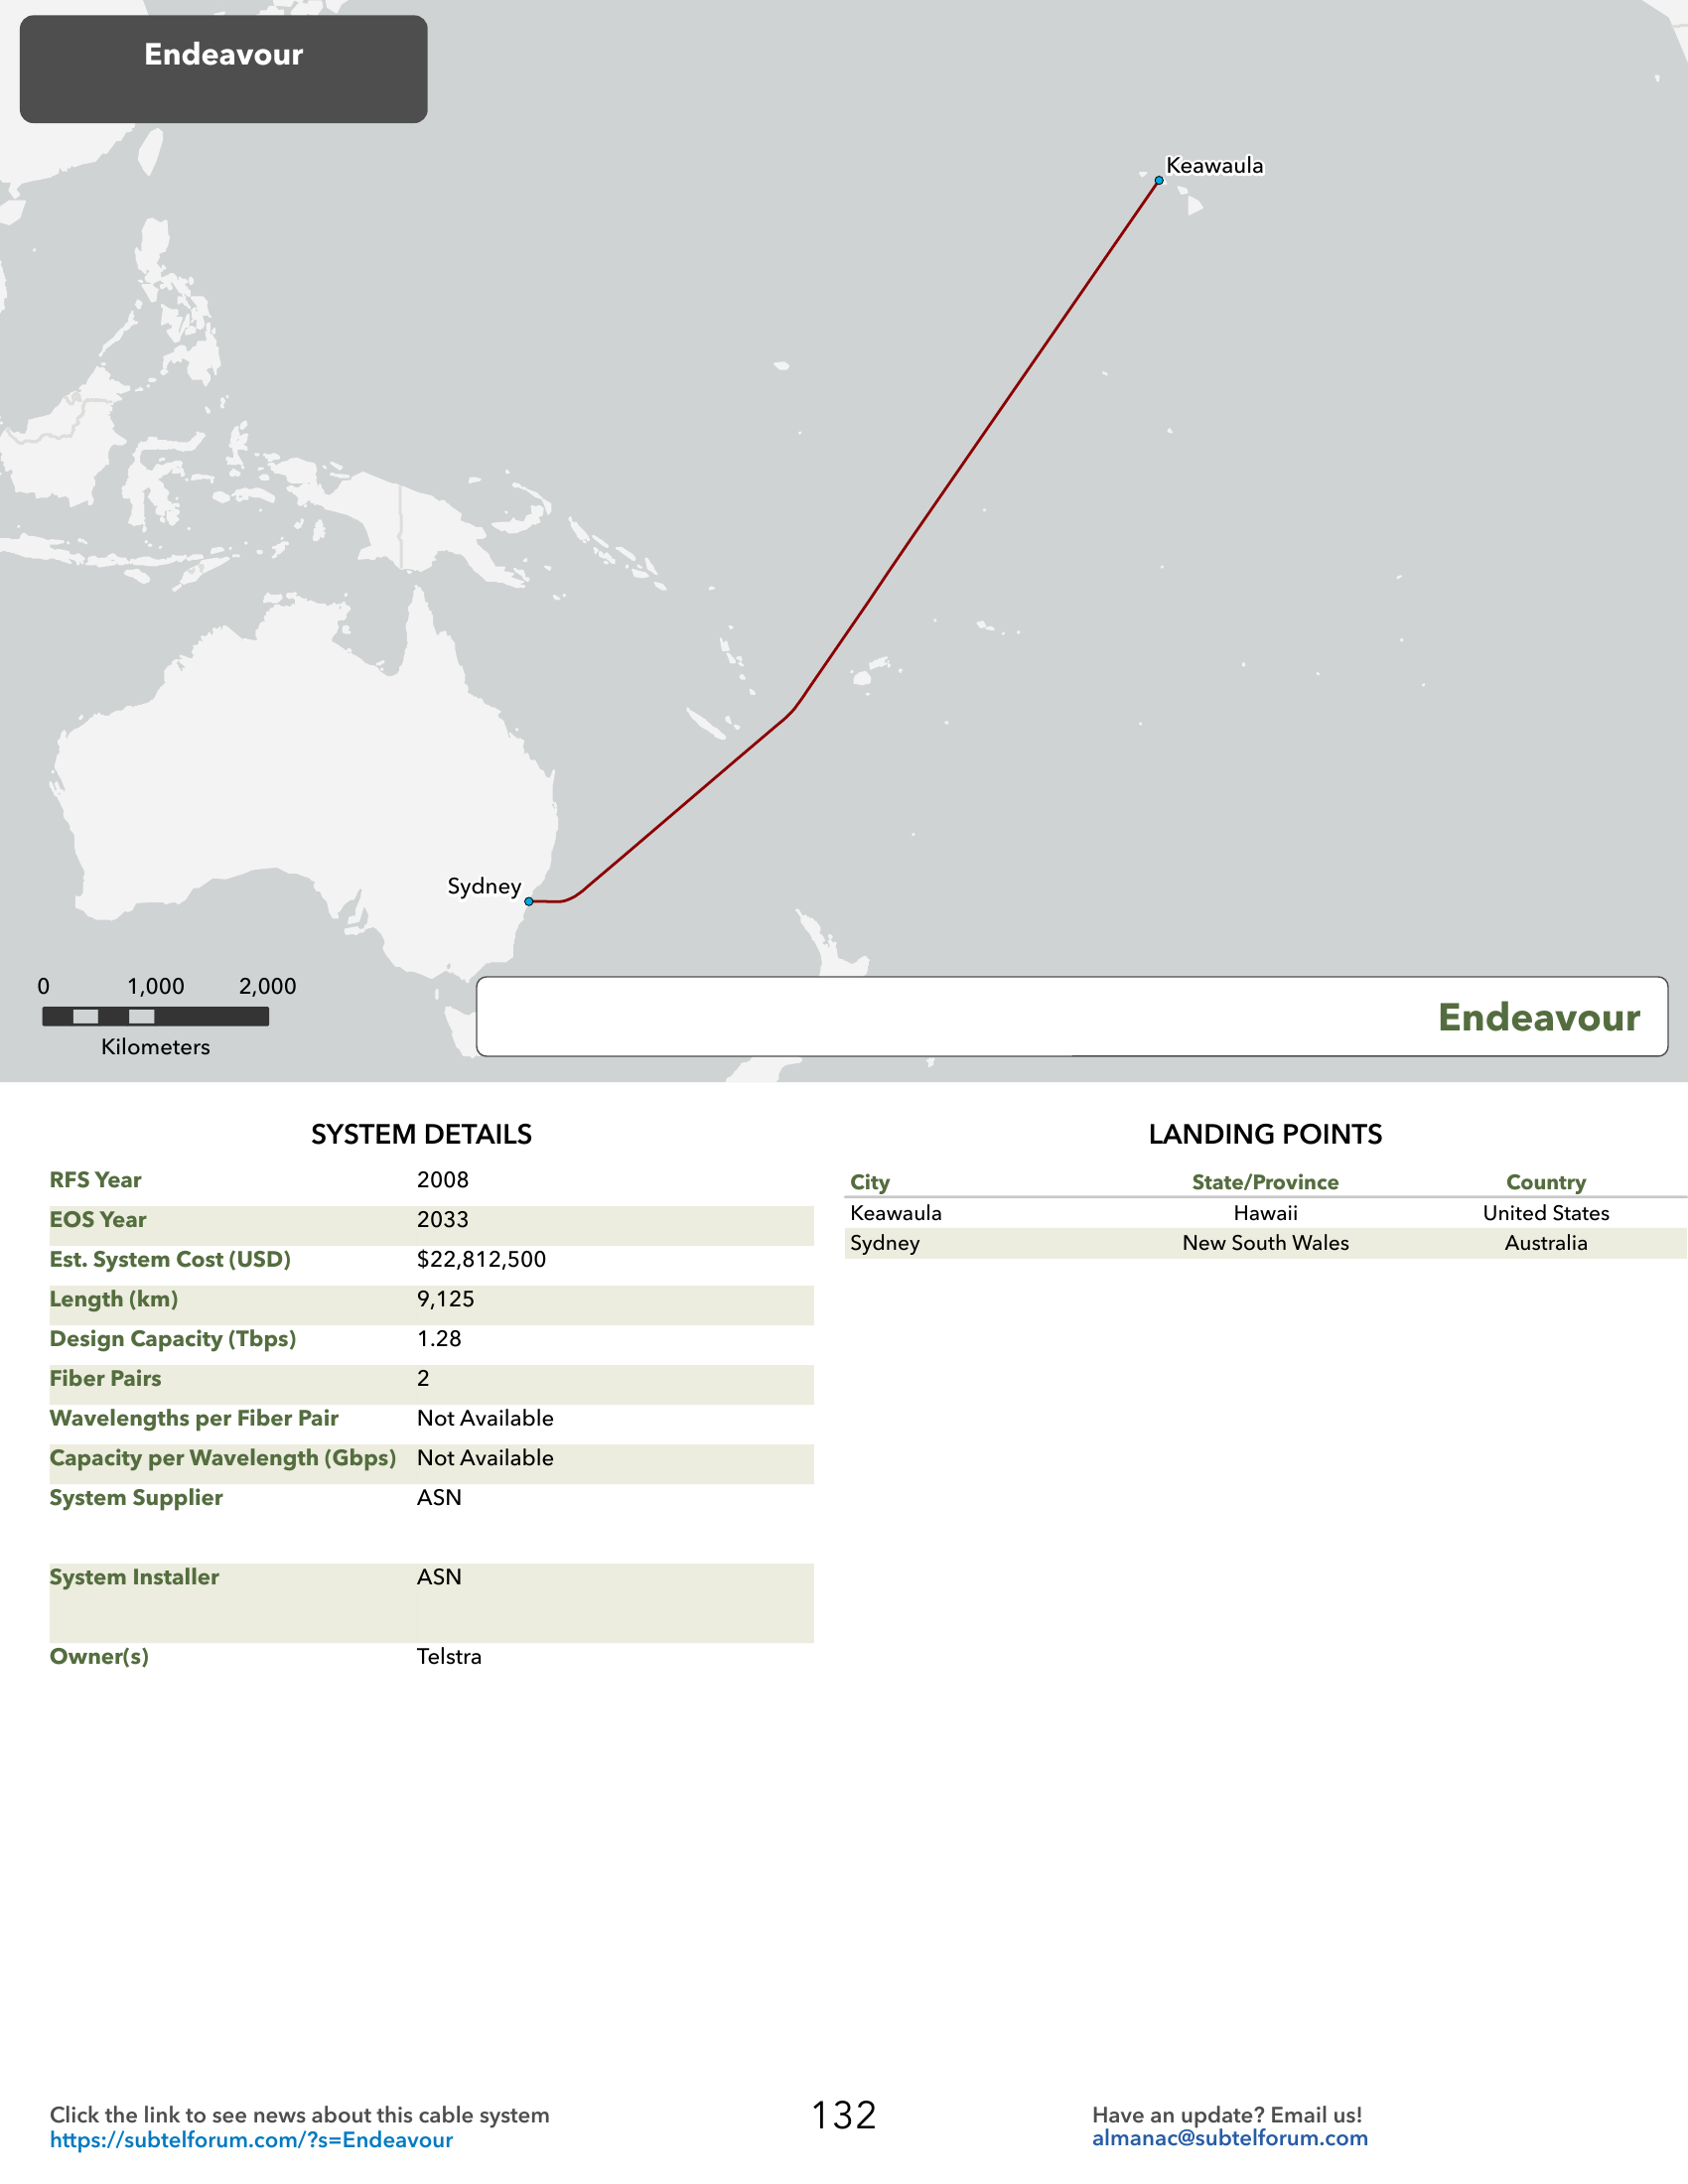 Endeavour
Keawaula
Sydney
0 1,000 2,000
Kilometers
Endeavour
SYSTEM DETAILS
RFS Year 2008
EOS Year 2033
Est. System Cost (USD) $22,812,500
Length (km) 9,125
Design Capacity (Tbps) 1.28
Fiber Pairs 2
Wavelengths per Fiber Pair Not Available
Capacity per Wavelength (Gbps) Not Available
System Supplier ASN
System Installer ASN
Owner(s) Telstra
LANDING POINTS
City State/Province Country
Keawaula Hawaii United States
Sydney New South Wales Australia
Click the link to see news about this cable system
https://subtelforum.com/?s=Endeavour
132
Have an update? Email us!
almanac@subtelforum.com